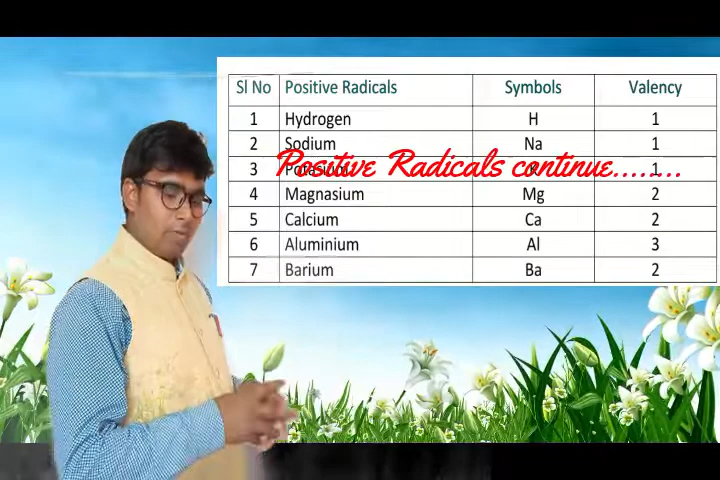 Sl No Positive Radicals Symbols Valency
1 Hydrogen H 1
2 Sodium Na 1
Positive Radicals continue........
3 1
4 Magnasium Mg 2
5 Calcium Ca 2
6 Aluminium Al 3
7 Barium Ba 2